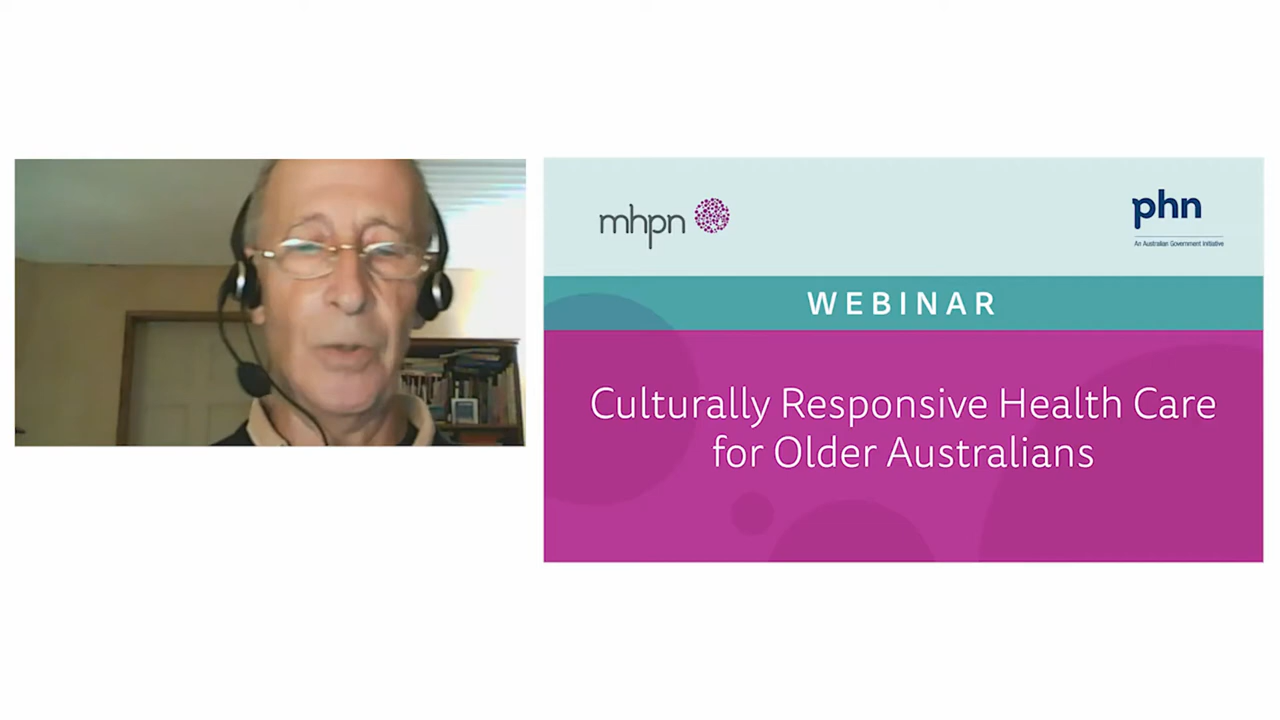 mhpn
phn
An Australian Government Initiative
WEBINAR
Culturally Responsive Health Care
for Older Australians